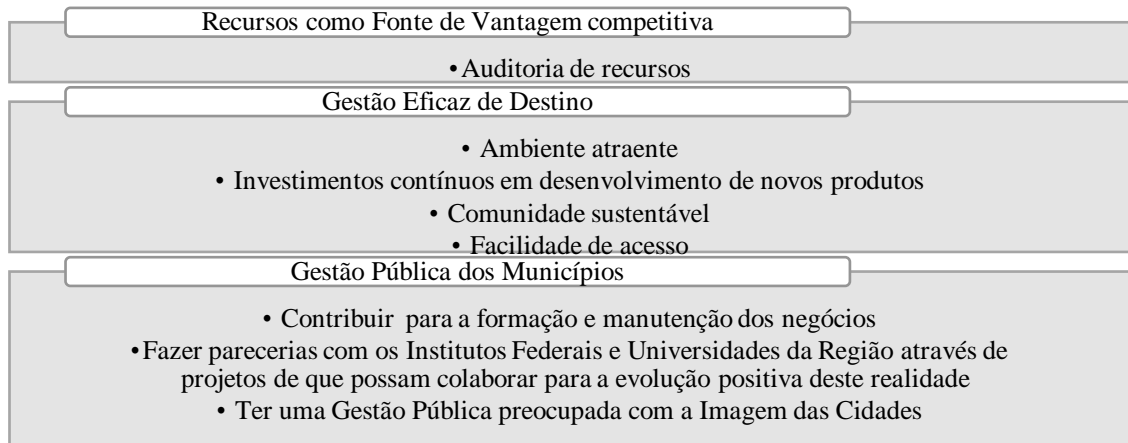 Recursos como Fonte de Vantagem competitiva
•Auditoria de recursos
Gestão Eficaz de Destino
• Ambiente atraente
• Investimentos contínuos em desenvolvimento de novos produtos
• Comunidade sustentável
• Facilidade de acesso
Gestão Pública dos Municípios
• Contribuir para a formação e manutenção dos negócios
•Fazer parecerias com os Institutos Federais e Universidades da Região através de
projetos de que possam colaborar para a evolução positiva deste realidade
• Ter uma Gestão Pública preocupada com a Imagem das Cidades